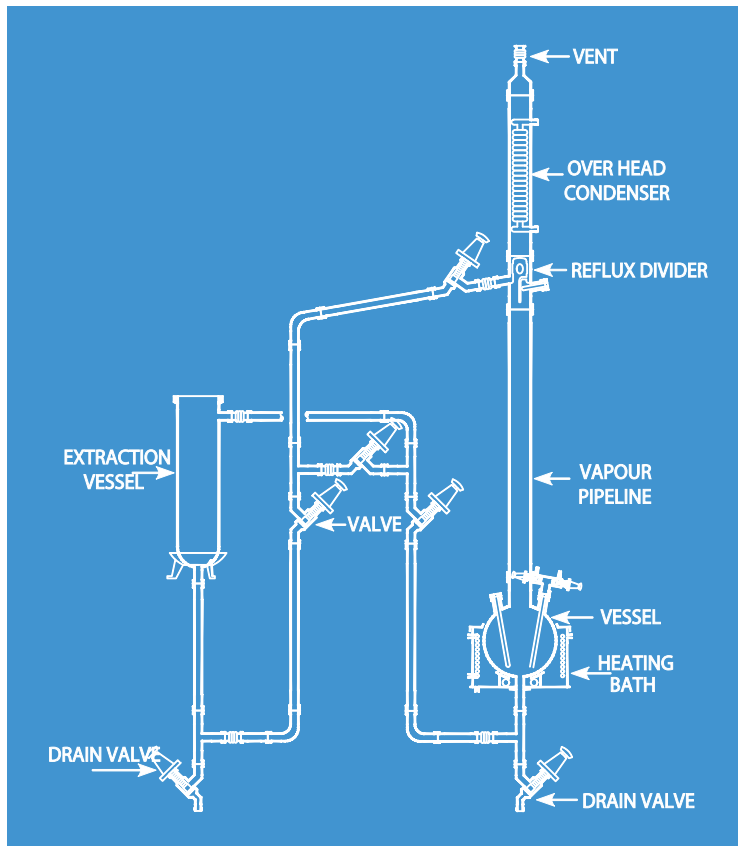 VENT
OVER HEAD
CONDENSER
REFLUX DIVIDER
EXTRACTION
VESSEL
VAPOUR
PIPELINE
VALVE
VESSEL
HEATING
BATH
DRAIN VALVE
DRAIN VALVE